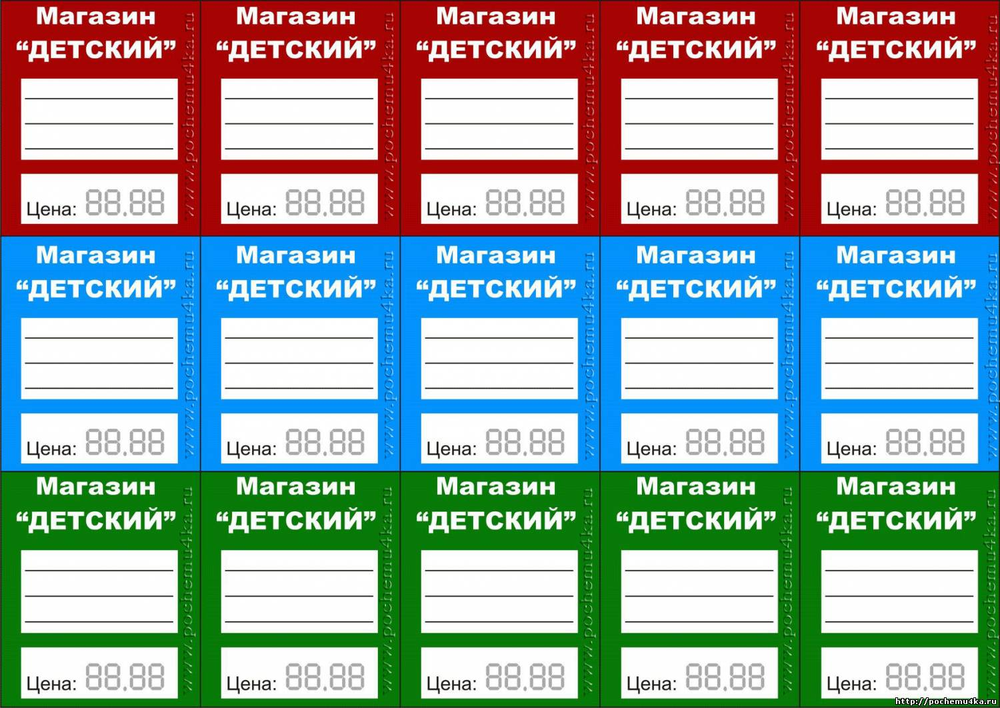 Магазин Магазин Магазин Магазин Магазин
“ДЕТСКИЙ” “ДЕТСКИЙ” “ДЕТСКИЙ” “ДЕТСКИЙ” “ДЕТСКИЙ”
www.pochemu4ka.ru www.pochemu4ka.ru www.pochemu4ka.ru www.pochemu4ka.ru www.pochemu4ka.ru
Цена: 88.88 Цена: 88.88 Цена: 88.88 Цена: 88.88 Цена: 88.88
Магазин Магазин Магазин Магазин Магазин
“ДЕТСКИЙ” “ДЕТСКИЙ” “ДЕТСКИЙ” “ДЕТСКИЙ” “ДЕТСКИЙ”
www.pochemu4ka.ru www.pochemu4ka.ru www.pochemu4ka.ru www.pochemu4ka.ru www.pochemu4ka.ru
Цена: 88.88 Цена: 88.88 Цена: 88.88 Цена: 88.88 Цена: 88.88
Магазин Магазин Магазин Магазин Магазин
“ДЕТСКИЙ” “ДЕТСКИЙ” “ДЕТСКИЙ” “ДЕТСКИЙ” “ДЕТСКИЙ”
www.pochemu4ka.ru www.pochemu4ka.ru www.pochemu4ka.ru www.pochemu4ka.ru www.pochemu4ka.ru
Цена: 88.88 Цена: 88.88 Цена: 88.88 Цена: 88.88 Цена: 88.88
http://pochemu4ka.ru